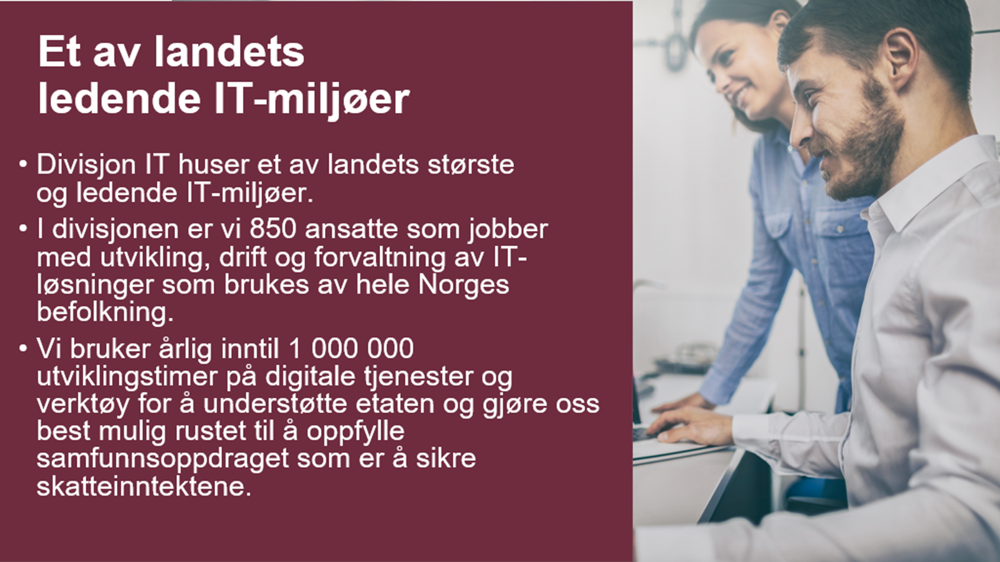 Et av landets
ledende IT-miljøer
• Divisjon IT huser et av landets største
og ledende IT-miljøer.
• I divisjonen er vi 850 ansatte som jobber
med utvikling, drift og forvaltning av IT-
løsninger som brukes av hele Norges
befolkning.
• Vi bruker årlig inntil 1 000 000
utviklingstimer på digitale tjenester og
verktøy for å understøtte etaten og gjøre oss
best mulig rustet til å oppfylle
samfunnsoppdraget som er å sikre
skatteinntektene.